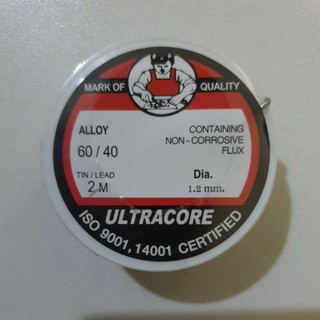 MARK OF QUALITY
ALLOY
60 / 40
TIN / LEAD
2 M
CONTAINING
NON - CORROSIVE
FLUX
Dia.
1.2 mm.
ULTRACORE
ISO 9001, 14001 CERTIFIED